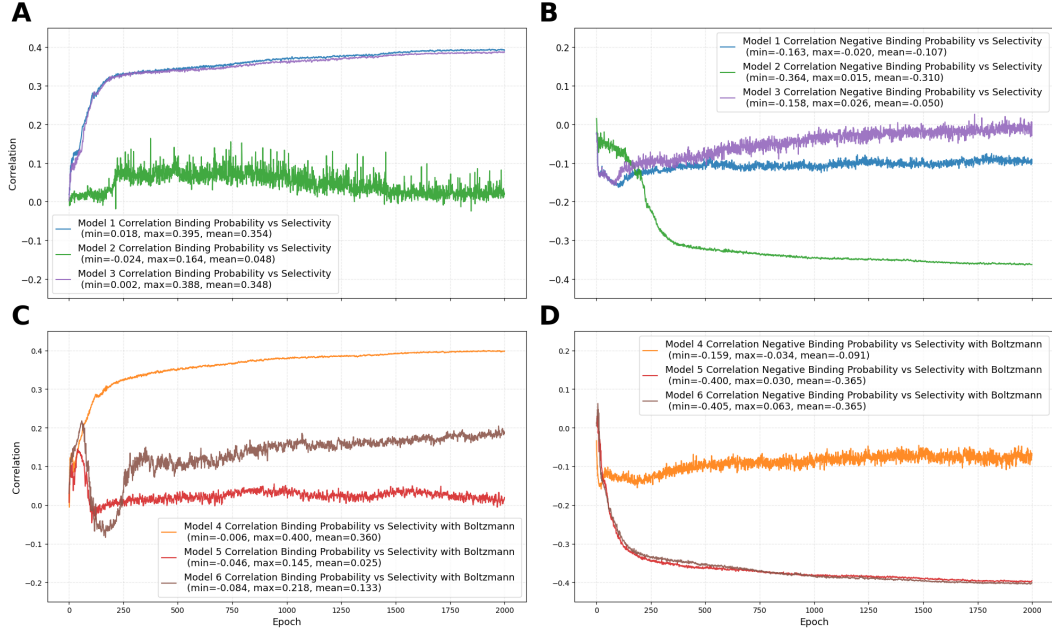 A
Correlation
0.4
0.3
0.2
0.1
0.0
−0.1
−0.2
Model 1 Correlation Binding Probability vs Selectivity
(min=0.018, max=0.395, mean=0.354)
Model 2 Correlation Binding Probability vs Selectivity
(min=-0.024, max=0.164, mean=0.048)
Model 3 Correlation Binding Probability vs Selectivity
(min=0.002, max=0.388, mean=0.348)
B
0.2
0.1
0.0
−0.1
−0.2
−0.3
−0.4
Model 1 Correlation Negative Binding Probability vs Selectivity
(min=-0.163, max=-0.020, mean=-0.107)
Model 2 Correlation Negative Binding Probability vs Selectivity
(min=-0.364, max=0.015, mean=-0.310)
Model 3 Correlation Negative Binding Probability vs Selectivity
(min=-0.158, max=0.026, mean=-0.050)
C
Correlation
0.4
0.3
0.2
0.1
0.0
−0.1
−0.2
Model 4 Correlation Binding Probability vs Selectivity with Boltzmann
(min=-0.006, max=0.400, mean=0.360)
Model 5 Correlation Binding Probability vs Selectivity with Boltzmann
(min=-0.046, max=0.145, mean=0.025)
Model 6 Correlation Binding Probability vs Selectivity with Boltzmann
(min=-0.084, max=0.218, mean=0.133)
0 250 500 750 1000 1250 1500 1750 2000
Epoch
D
0.2
0.1
0.0
−0.1
−0.2
−0.3
−0.4
Model 4 Correlation Negative Binding Probability vs Selectivity with Boltzmann
(min=-0.159, max=-0.034, mean=-0.091)
Model 5 Correlation Negative Binding Probability vs Selectivity with Boltzmann
(min=-0.400, max=0.030, mean=-0.365)
Model 6 Correlation Negative Binding Probability vs Selectivity with Boltzmann
(min=-0.405, max=0.063, mean=-0.365)
0 250 500 750 1000 1250 1500 1750 2000
Epoch